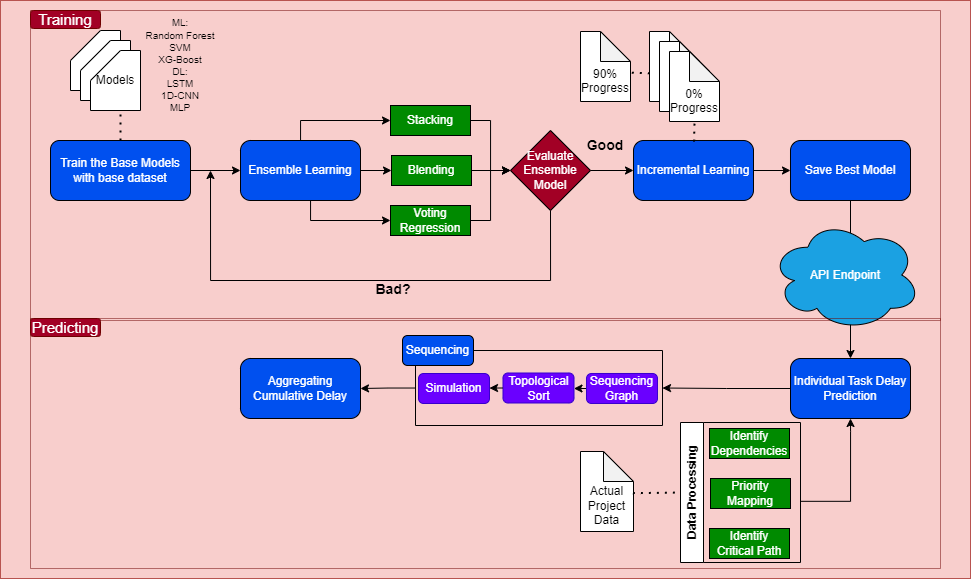 Training
ML:
Random Forest
SVM
XG-Boost
DL:
LSTM
1D-CNN
MLP
Models
90%
Progress
0%
Progress
Train the Base Models
with base dataset
Ensemble Learning
Stacking
Blending
Voting
Regression
Evaluate
Ensemble
Model
Good
Incremental Learning
Save Best Model
Bad?
API Endpoint
Predicting
Sequencing
Aggregating
Cumulative Delay
Simulation
Topological
Sort
Sequencing
Graph
Individual Task Delay
Prediction
Actual
Project
Data
Data Processing
Identify
Dependencies
Priority
Mapping
Identify
Critical Path